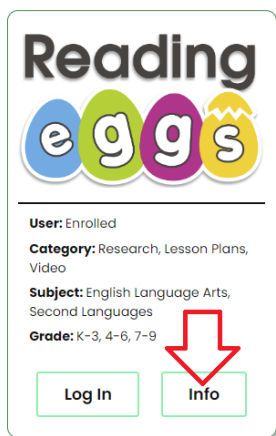 Reading
eggs
User: Enrolled
Category: Research, Lesson Plans,
Video
Subject: English Language Arts,
Second Languages
Grade: K-3, 4-6, 7-9
Log In
Info